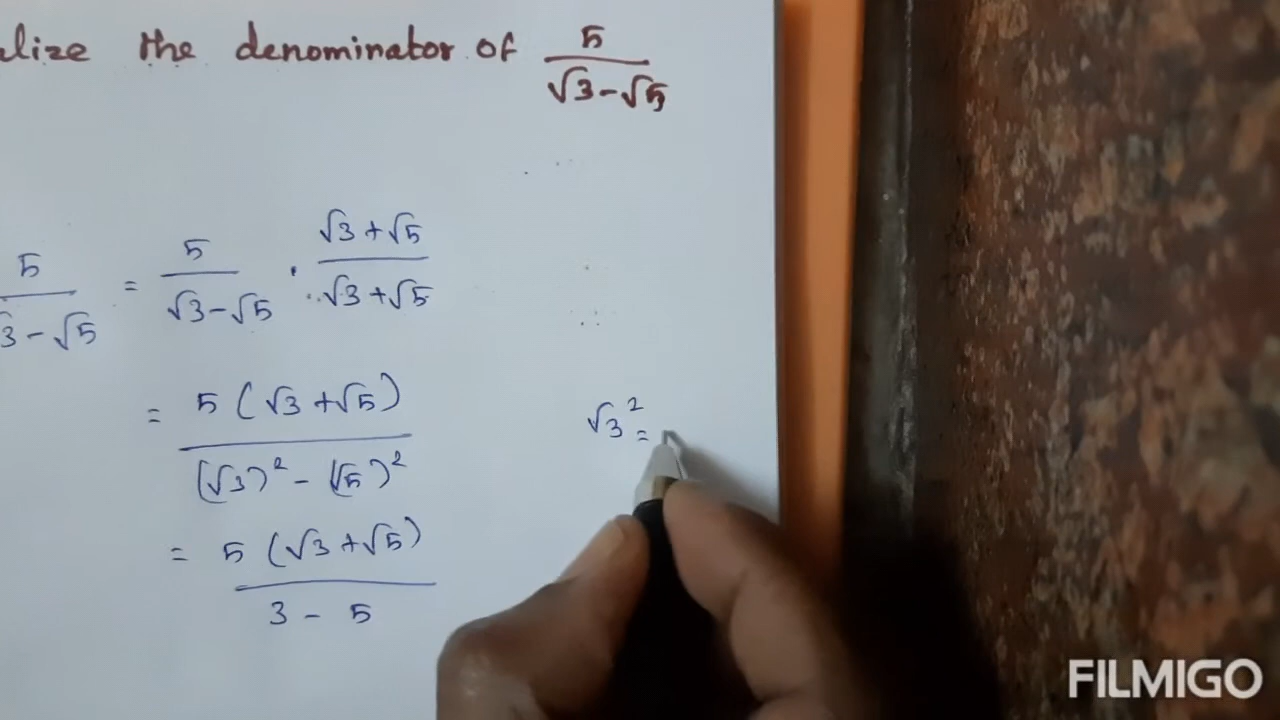 alize the denominator of 5/(√3-√5)
5/(√3-√5) = 5/(√3-√5) · (√3+√5)/(√3+√5)
= 5(√3+√5)/((√3)²-(√5)²)
√3² =
= 5(√3+√5)/(3-5)
FILMIGO